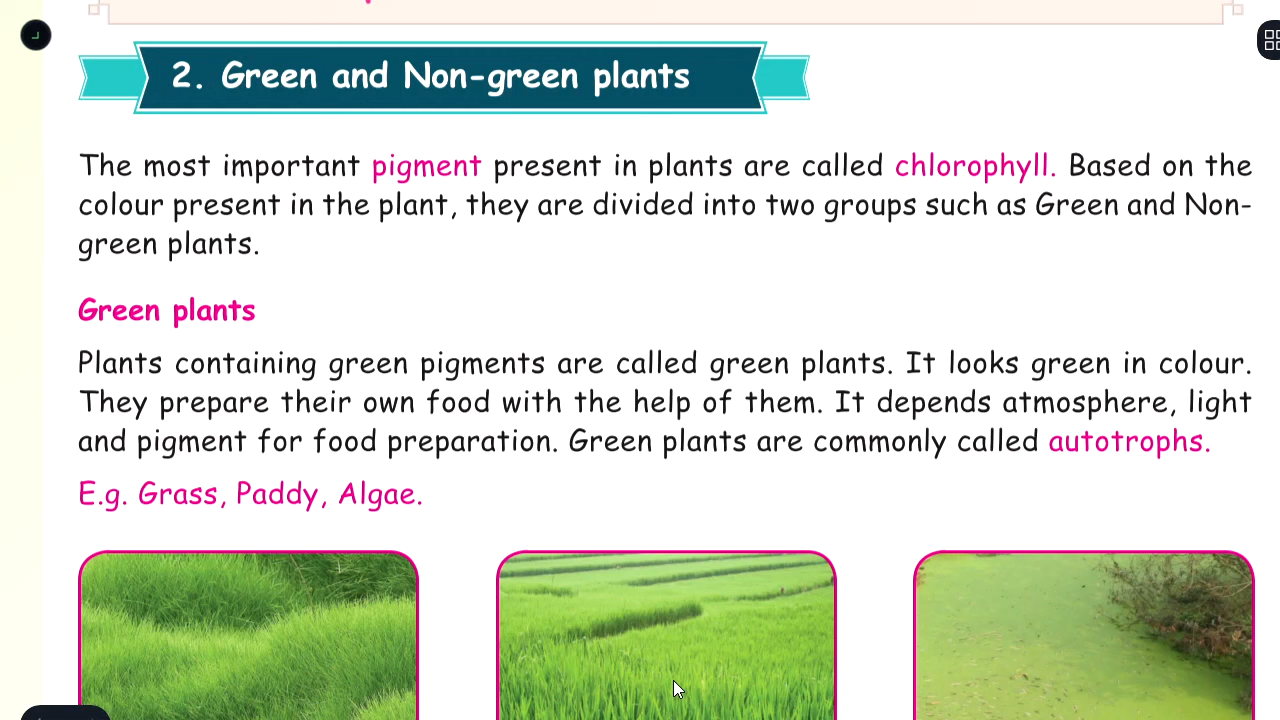 2. Green and Non-green plants
The most important pigment present in plants are called chlorophyll. Based on the
colour present in the plant, they are divided into two groups such as Green and Non-
green plants.
Green plants
Plants containing green pigments are called green plants. It looks green in colour.
They prepare their own food with the help of them. It depends atmosphere, light
and pigment for food preparation. Green plants are commonly called autotrophs.
E.g. Grass, Paddy, Algae.